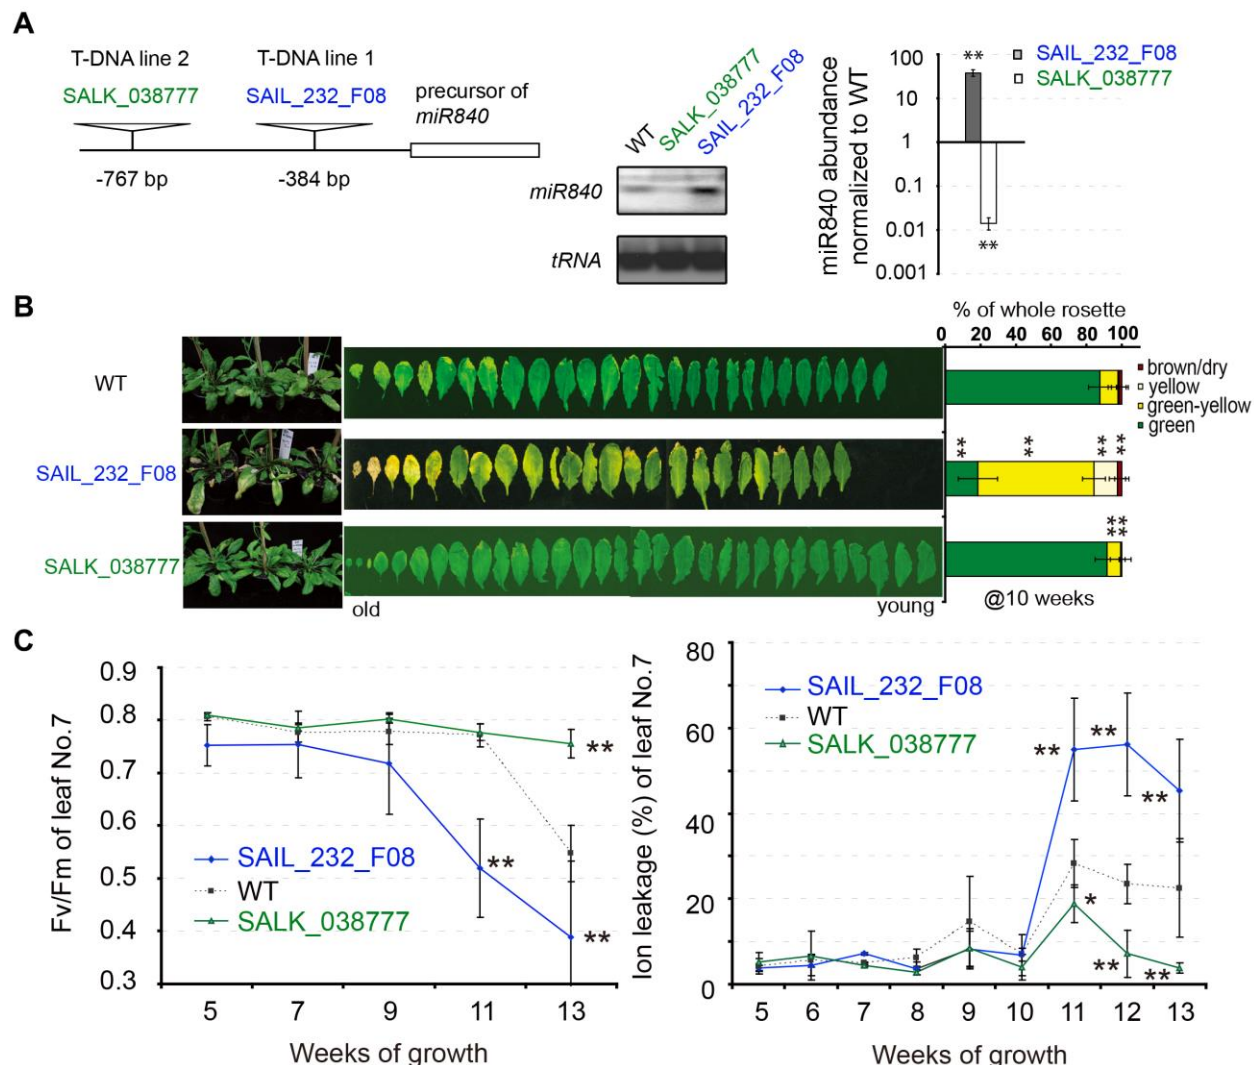 A
T-DNA line 2
T-DNA line 1
SALK_038777
SAIL_232_F08
precursor of
miR840
-767 bp
-384 bp
WT
SALK_038777
SAIL_232_F08
miR840
tRNA
miR840 abundance
normalized to WT
100
10
1
0.1
0.01
0.001
**
**
SAIL_232_F08
SALK_038777
B
% of whole rosette
0 20 40 60 80 100
WT
SAIL_232_F08
SALK_038777
old
young
brown/dry
yellow
green-yellow
green
** ** ** **
** **
@10 weeks
C
Fv/Fm of leaf No.7
0.9
0.8
0.7
0.6
0.5
0.4
0.3
SAIL_232_F08
WT
SALK_038777
**
**
**
5 7 9 11 13
Weeks of growth
Ion leakage (%) of leaf No.7
80
60
40
20
0
SAIL_232_F08
WT
SALK_038777
** **
**
*
** **
5 6 7 8 9 10 11 12 13
Weeks of growth